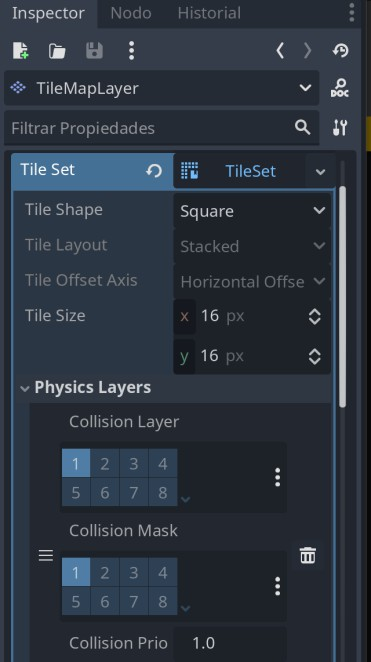 Inspector Nodo Historial
TileMapLayer DOC
Filtrar Propiedades
Tile Set TileSet
Tile Shape Square
Tile Layout Stacked
Tile Offset Axis Horizontal Offse
Tile Size x 16 px
y 16 px
Physics Layers
Collision Layer
1 2 3 4
5 6 7 8
Collision Mask
1 2 3 4
5 6 7 8
Collision Prio 1.0